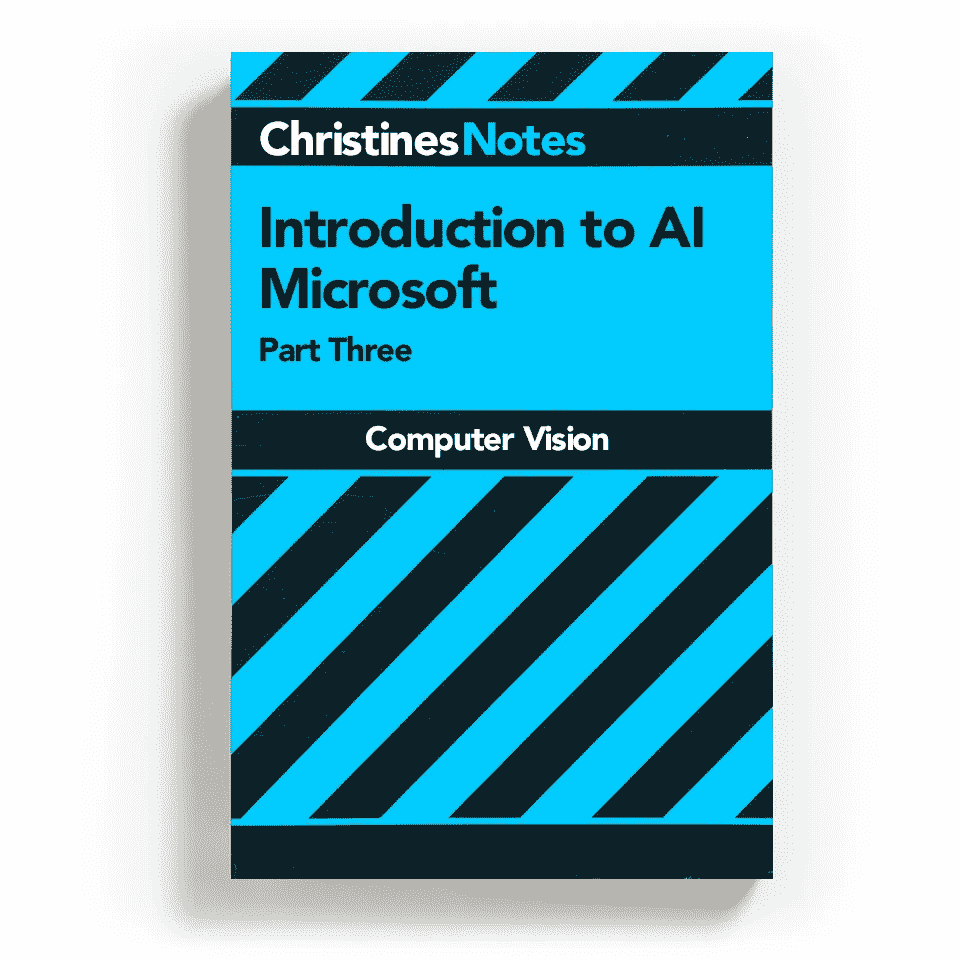 ChristinesNotes
Introduction to AI
Microsoft
Part Three
Computer Vision